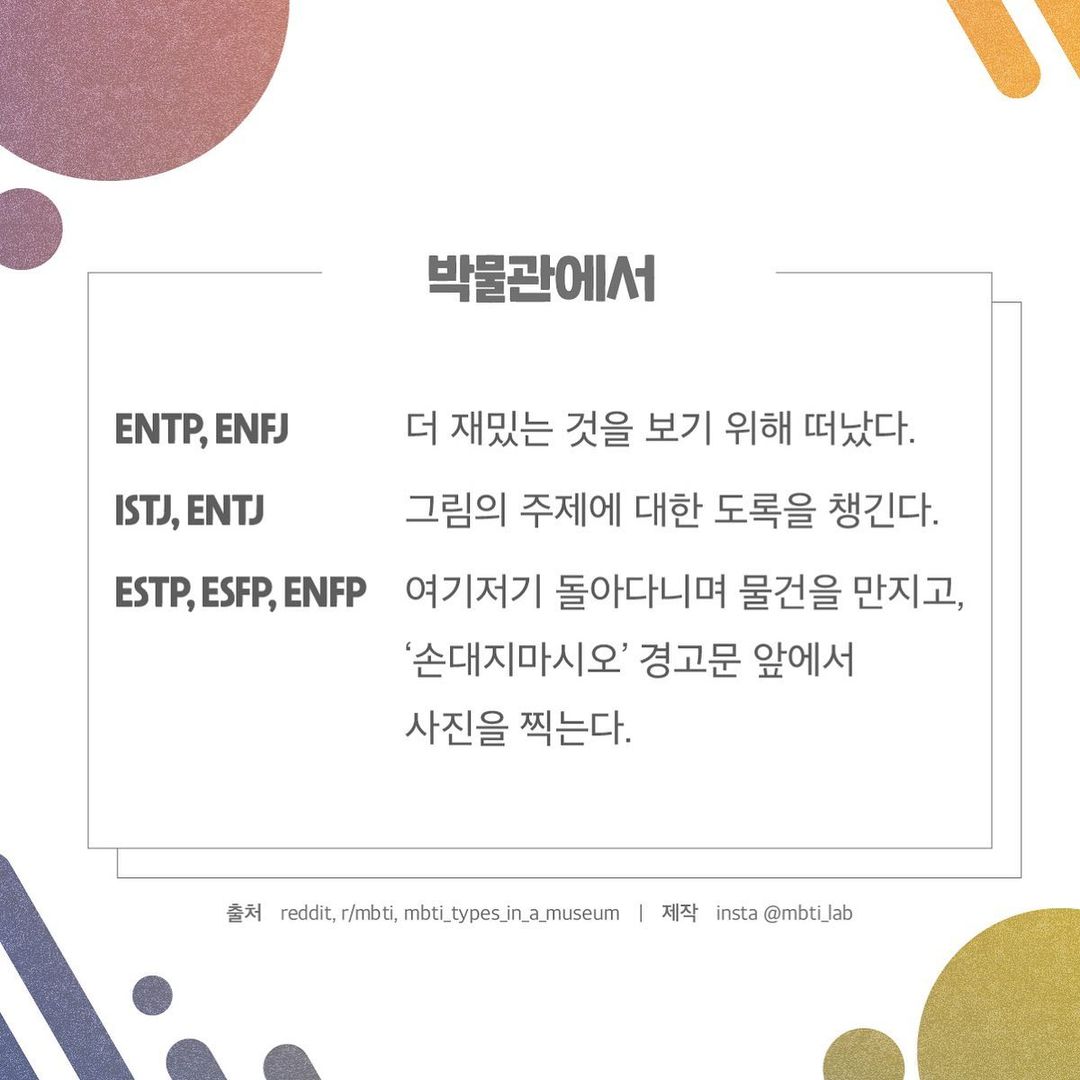 박물관에서
ENTP, ENFJ 더 재밌는 것을 보기 위해 떠났다.
ISTJ, ENTJ 그림의 주제에 대한 도록을 챙긴다.
ESTP, ESFP, ENFP 여기저기 돌아다니며 물건을 만지고,
‘손대지마시오’ 경고문 앞에서
사진을 찍는다.
출처 reddit, r/mbti, mbti_types_in_a_museum | 제작 insta @mbti_lab